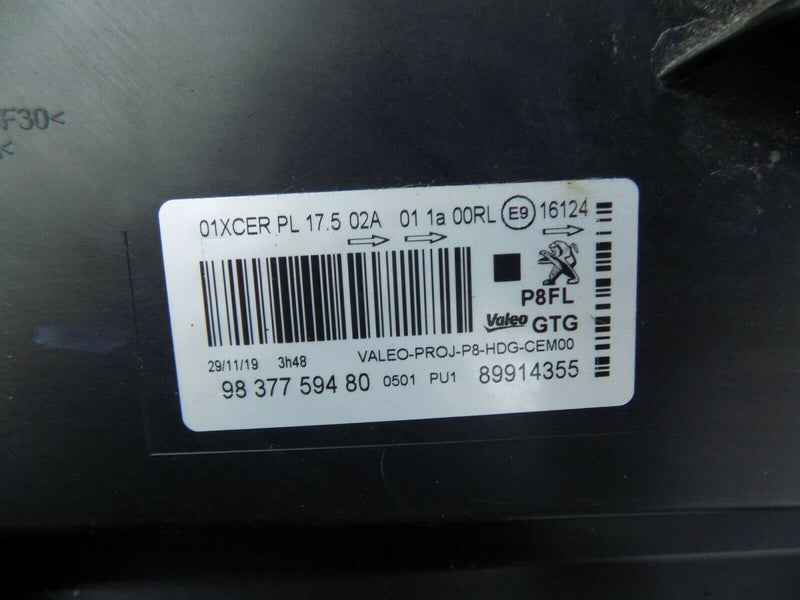 F30<
<
01XCER PL 17.5 02A 01 1a 00RL E9 16124
P8FL
Valeo GTG
VALEO-PROJ-P8-HDG-CEM00
29/11/19 3h48
98 377 594 80 0501 PU1 89914355